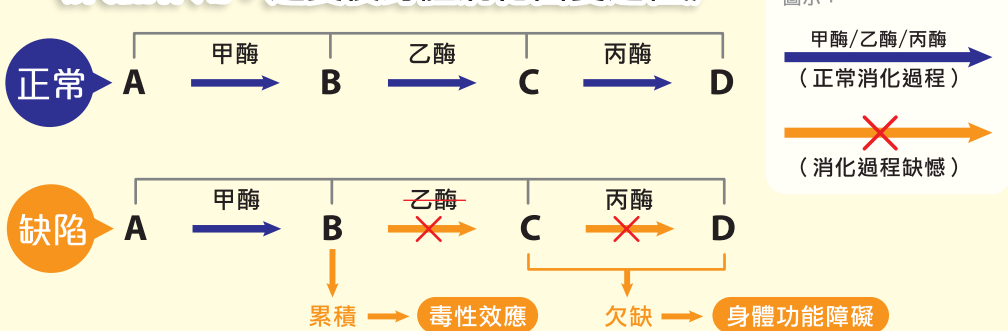 圖示：
甲酶 乙酶 丙酶
正常 A B C D
甲酶/乙酶/丙酶
（正常消化過程）
（消化過程缺憾）
甲酶 乙酶 丙酶
缺陷 A B C D
累積 毒性效應 欠缺 身體功能障礙